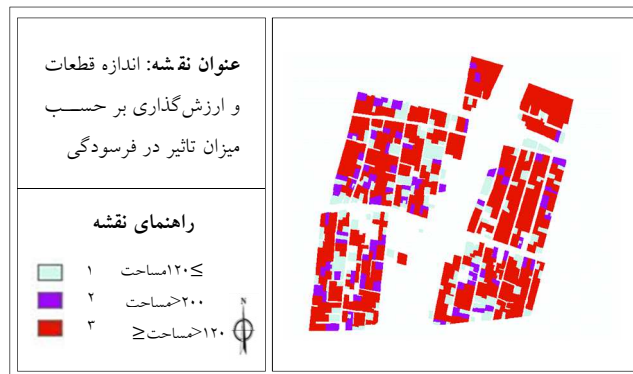 عنوان نقشه: اندازه قطعات
و ارزش‌گذاری بر حسب
میزان تاثیر در فرسودگی
راهنمای نقشه
۱ مساحت۱۲۰≥
۲ مساحت>۲۰۰
۳ ≤مساحت>۱۲۰
N